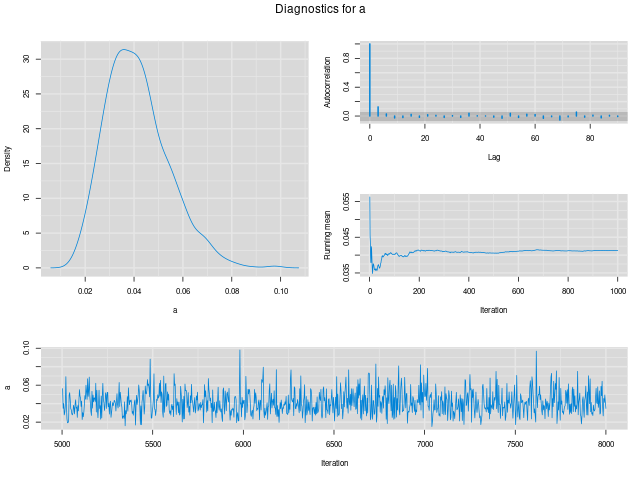 Diagnostics for a
Density
30
25
20
15
10
5
0
0.02 0.04 0.06 0.08 0.10
a
Autocorrelation
0.8
0.4
0.0
0 20 40 60 80
Lag
Running mean
0.055
0.045
0.035
0 200 400 600 800 1000
Iteration
a
0.10
0.06
0.02
5000 5500 6000 6500 7000 7500 8000
Iteration